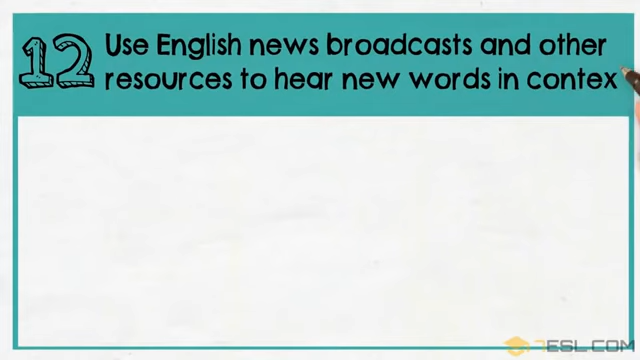 12 Use English news broadcasts and other
resources to hear new words in contex
7ESL.COM